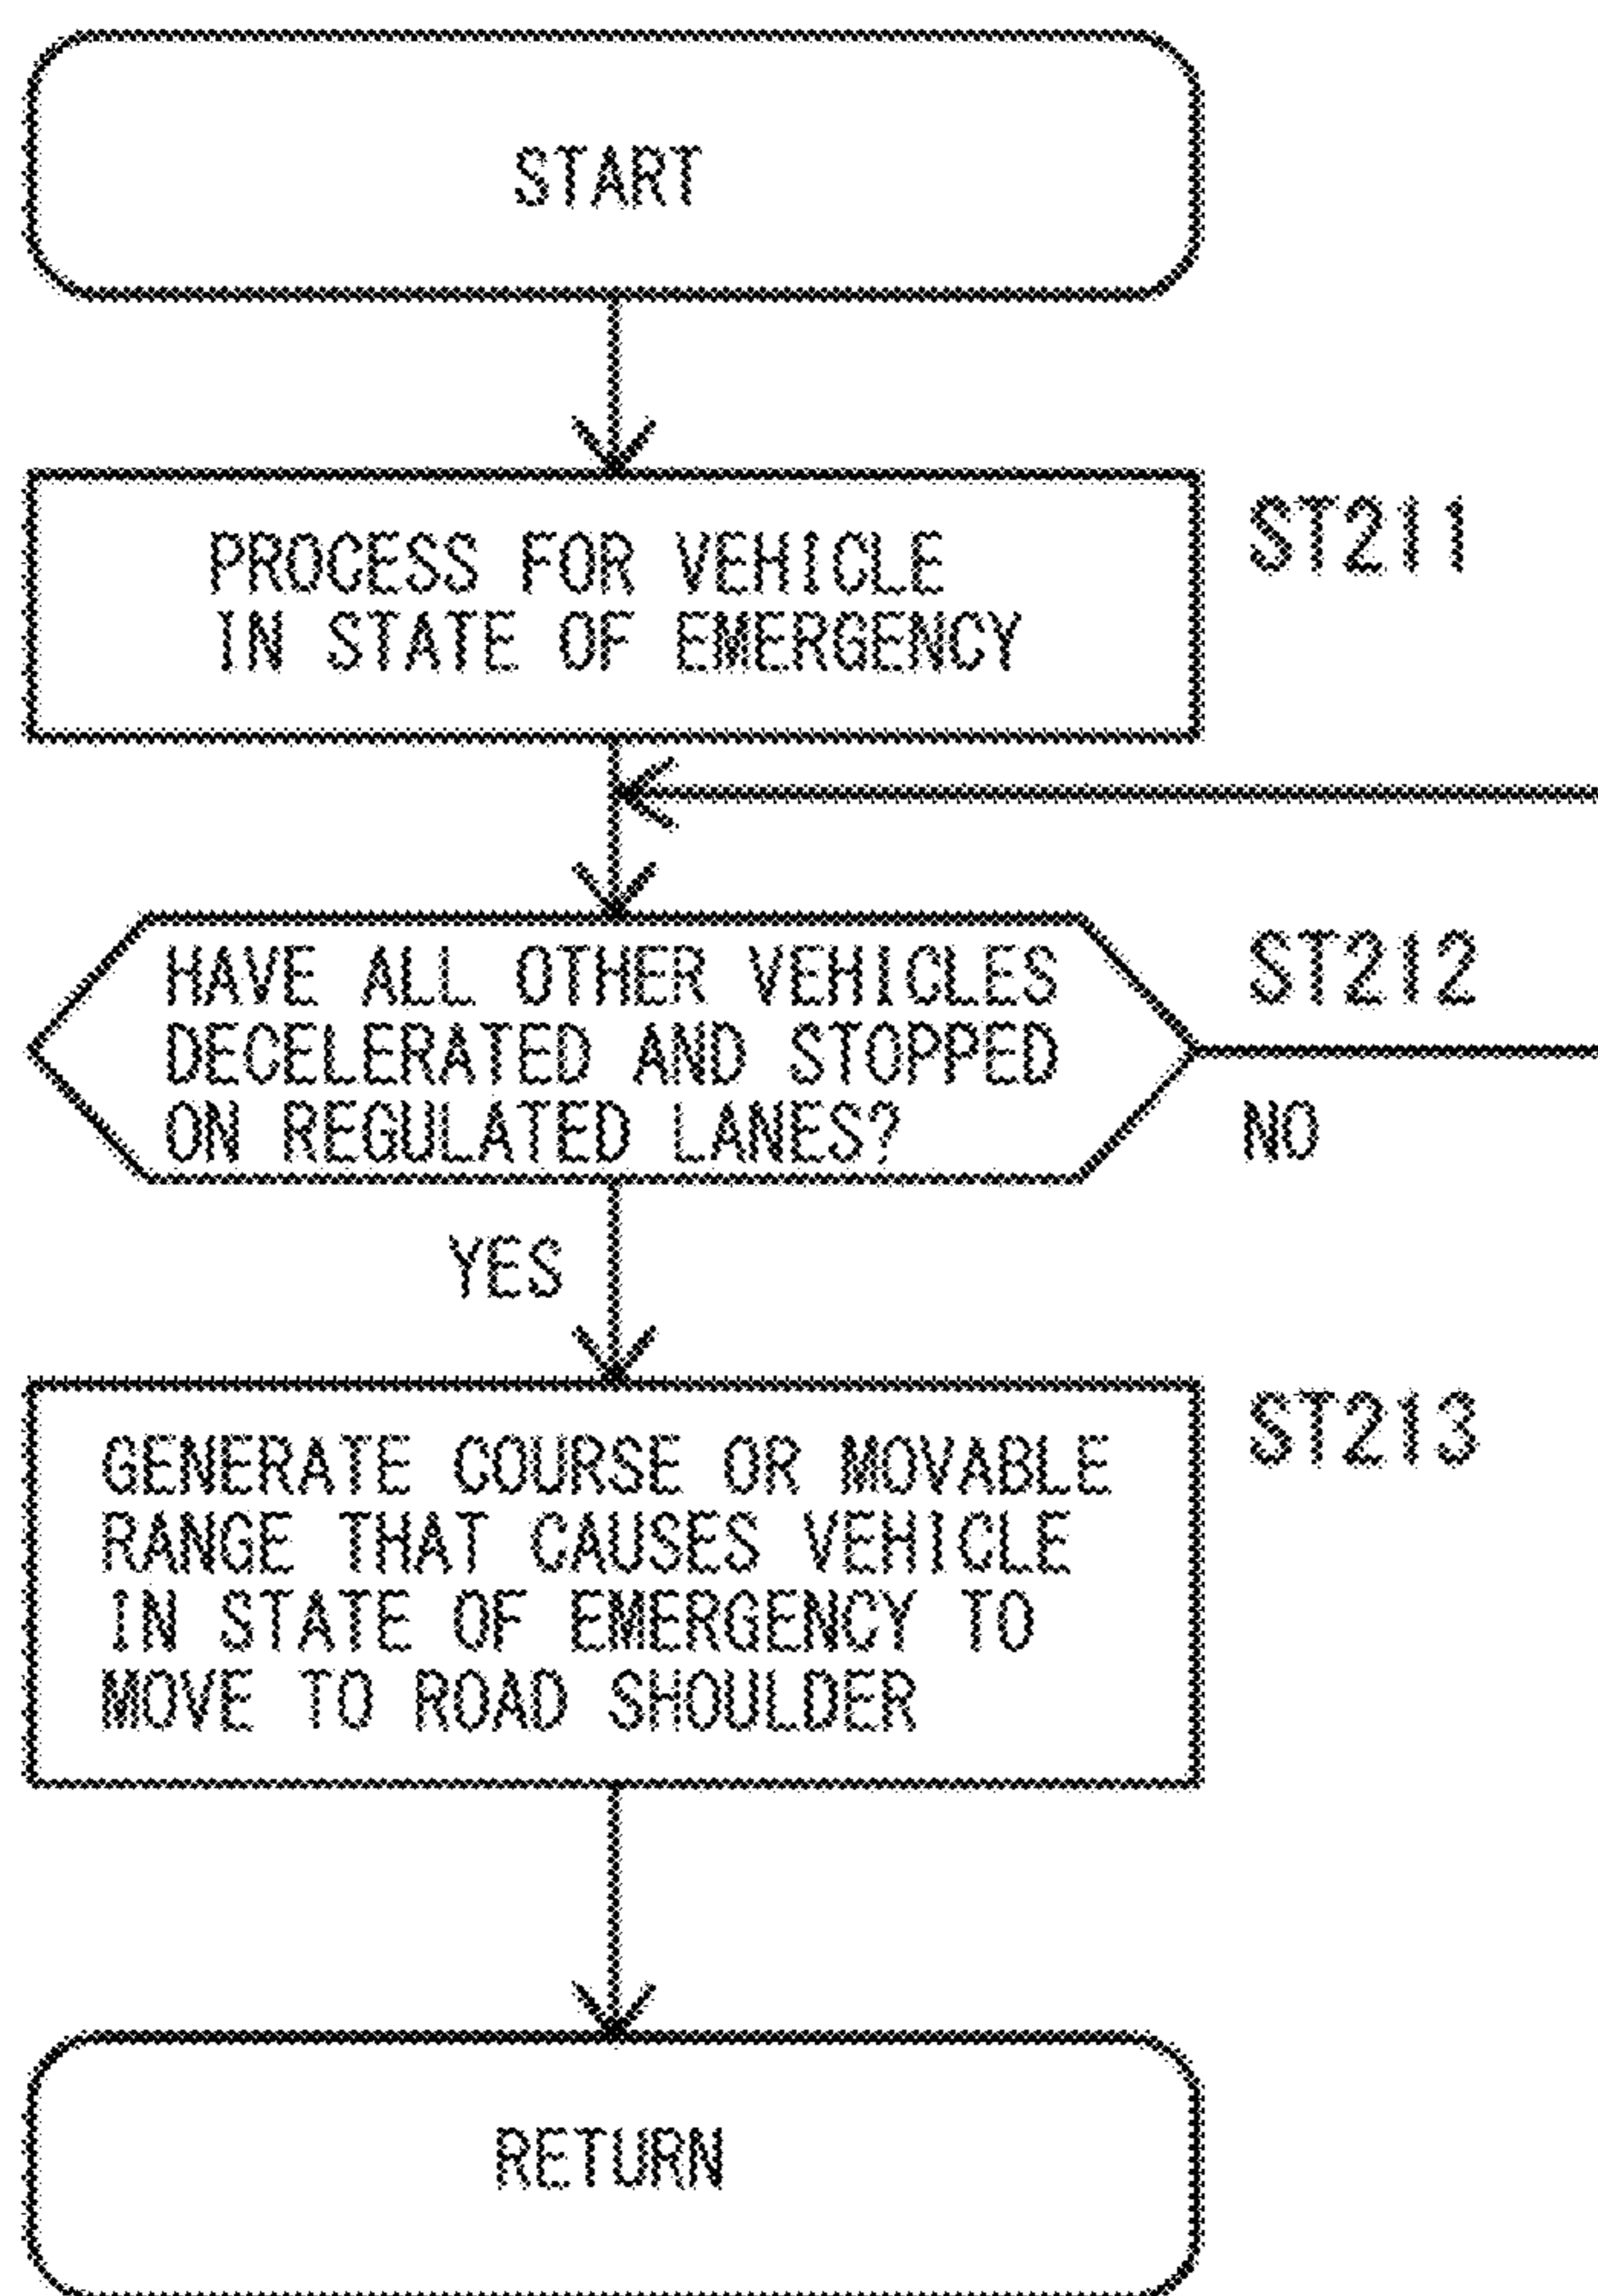 START
PROCESS FOR VEHICLE
IN STATE OF EMERGENCY
ST211
HAVE ALL OTHER VEHICLES
DECELERATED AND STOPPED
ON REGULATED LANES?
ST212
NO
YES
GENERATE COURSE OR MOVABLE
RANGE THAT CAUSES VEHICLE
IN STATE OF EMERGENCY TO
MOVE TO ROAD SHOULDER
ST213
RETURN